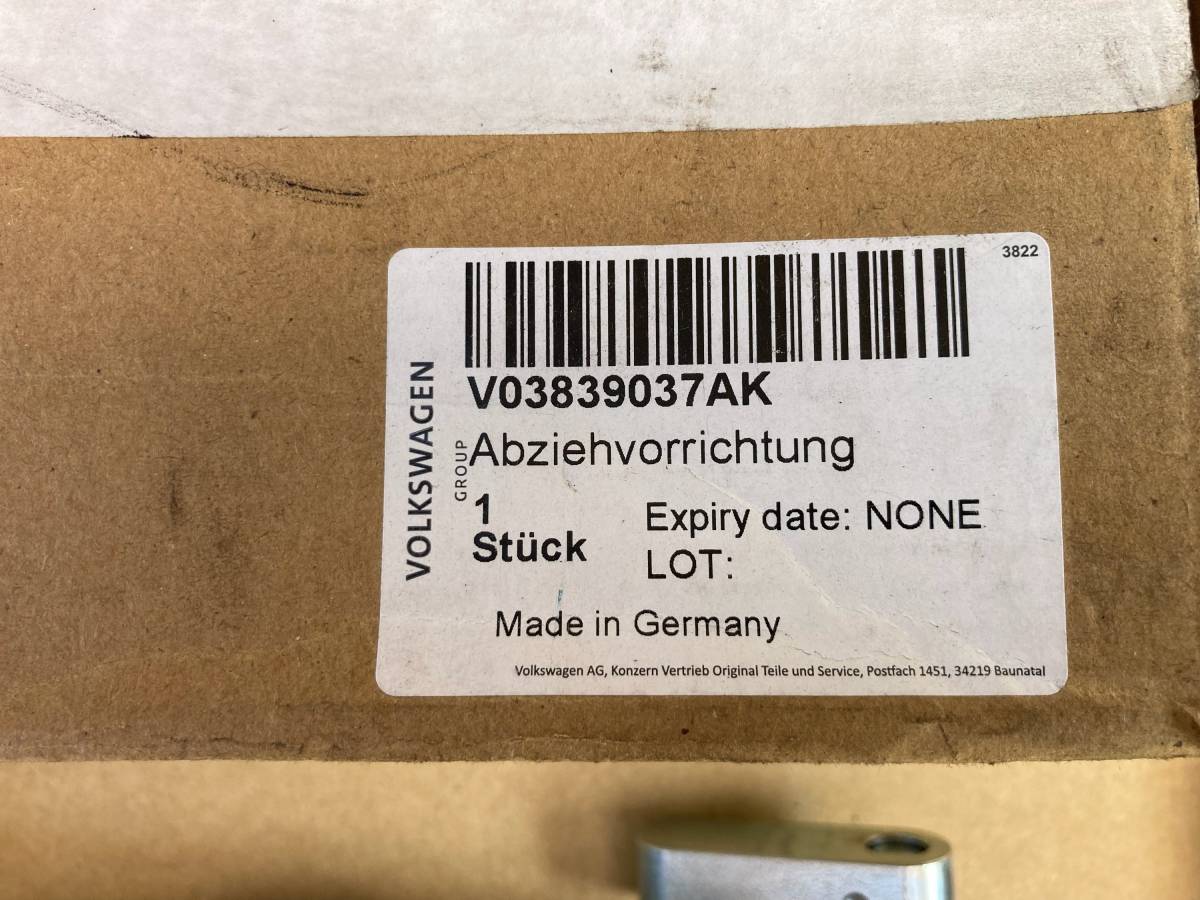 3822
V03839037AK
Abziehvorrichtung
1
Stück
Expiry date: NONE
LOT:
Made in Germany
Volkswagen AG, Konzern Vertrieb Original Teile und Service, Postfach 1451, 34219 Baunatal
VOLKSWAGEN
GROUP